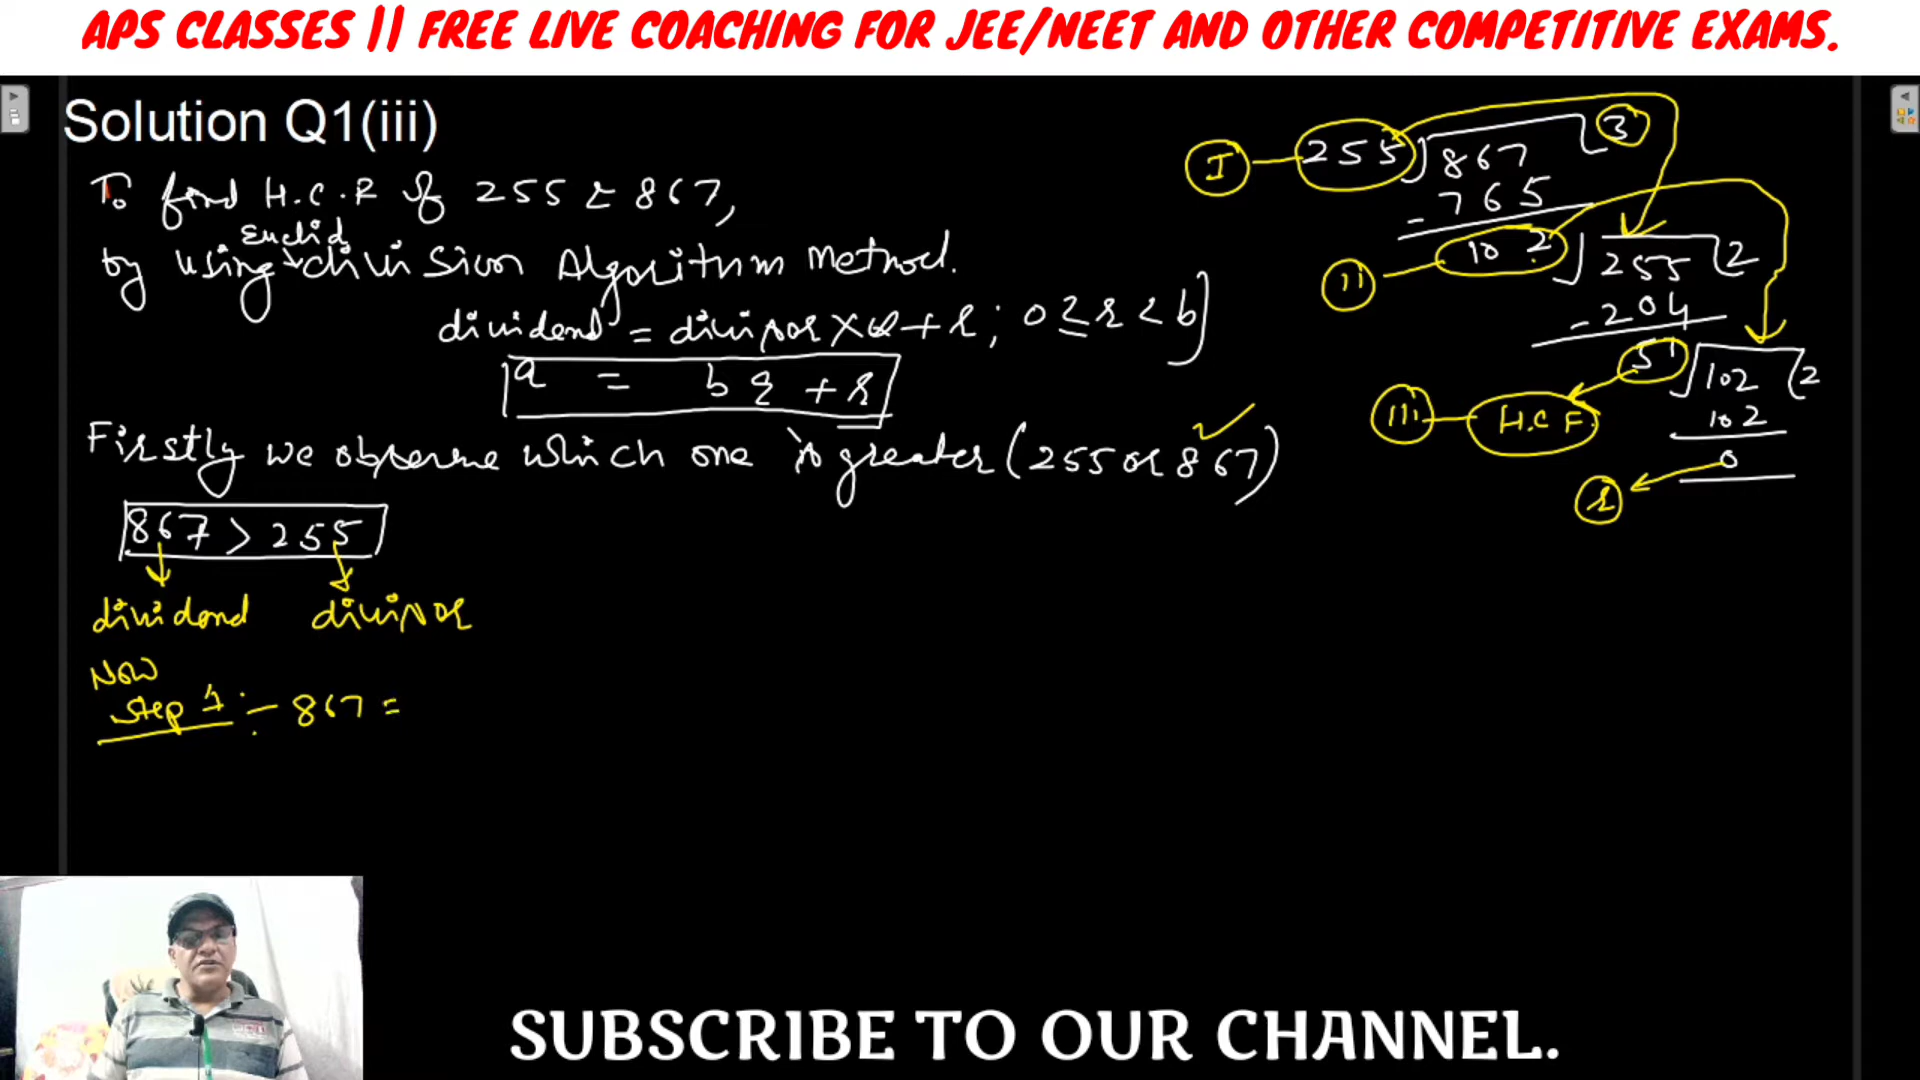 APS CLASSES || FREE LIVE COACHING FOR JEE/NEET AND OTHER COMPETITIVE EXAMS.
Solution Q1(iii)
To find H.C.F of 255 & 867,
by using Euclid division Algorithm Method.
dividend = divisor × Q + r ; 0 ≥ r < b]
a = b q + r
Firstly we observe which one is greater (255 or 867) ✓
867 > 255
dividend divisor
Now
Step 1 :- 867 =
I 255 ) 867 ( 3
- 765
II 102 ) 255 ( 2
- 204
51 ) 102 ( 2
III H.C.F. 102
0
r
SUBSCRIBE TO OUR CHANNEL.